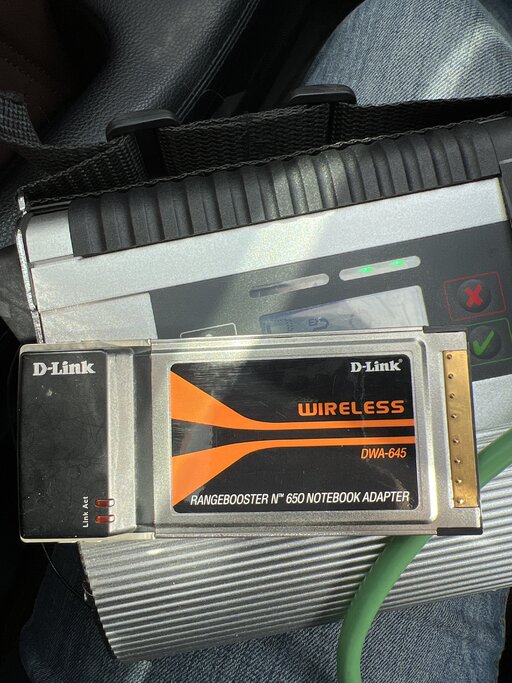 D-Link
D-Link®
WIRELESS
DWA-645
RANGEBOOSTER N™ 650 NOTEBOOK ADAPTER
Link Act